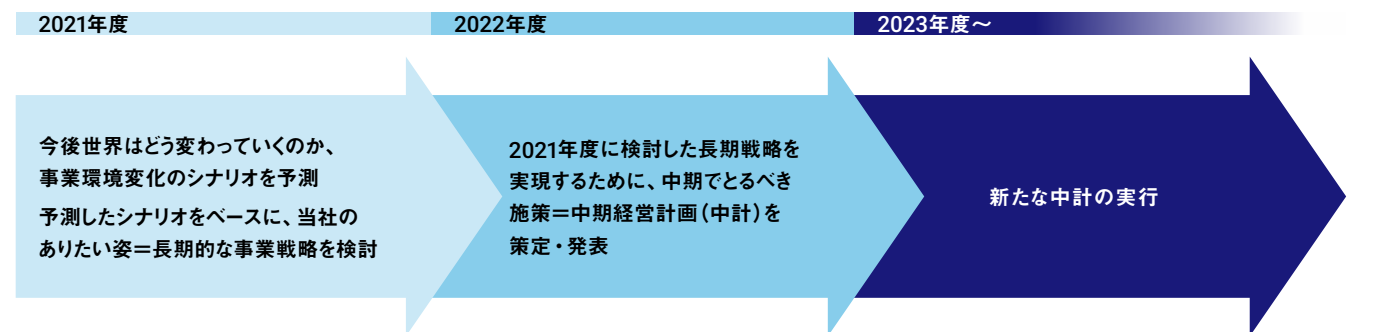 2021年度
2022年度
2023年度～
今後世界はどう変わっていくのか、
事業環境変化のシナリオを予測
予測したシナリオをベースに、当社の
ありたい姿＝長期的な事業戦略を検討
2021年度に検討した長期戦略を
実現するために、中期でとるべき
施策＝中期経営計画（中計）を
策定・発表
新たな中計の実行